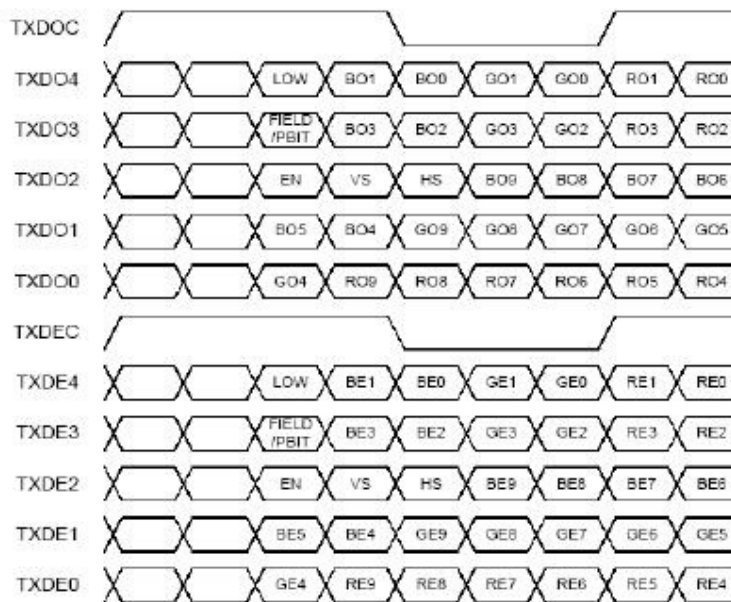 TXDOC
TXDO4 LOW BO1 BO0 GO1 GO0 RO1 RO0
TXDO3 FIELD /PBIT BO3 BO2 GO3 GO2 RO3 RO2
TXDO2 EN VS HS BO9 BO8 BO7 BO6
TXDO1 BO5 BO4 GO9 GO8 GO7 GO6 GO5
TXDO0 GO4 RO9 RO8 RO7 RO6 RO5 RO4
TXDEC
TXDE4 LOW BE1 BE0 GE1 GE0 RE1 RE0
TXDE3 FIELD /PBIT BE3 BE2 GE3 GE2 RE3 RE2
TXDE2 EN VS HS BE9 BE8 BE7 BE6
TXDE1 BE5 BE4 GE9 GE8 GE7 GE6 GE5
TXDE0 GE4 RE9 RE8 RE7 RE6 RE5 RE4